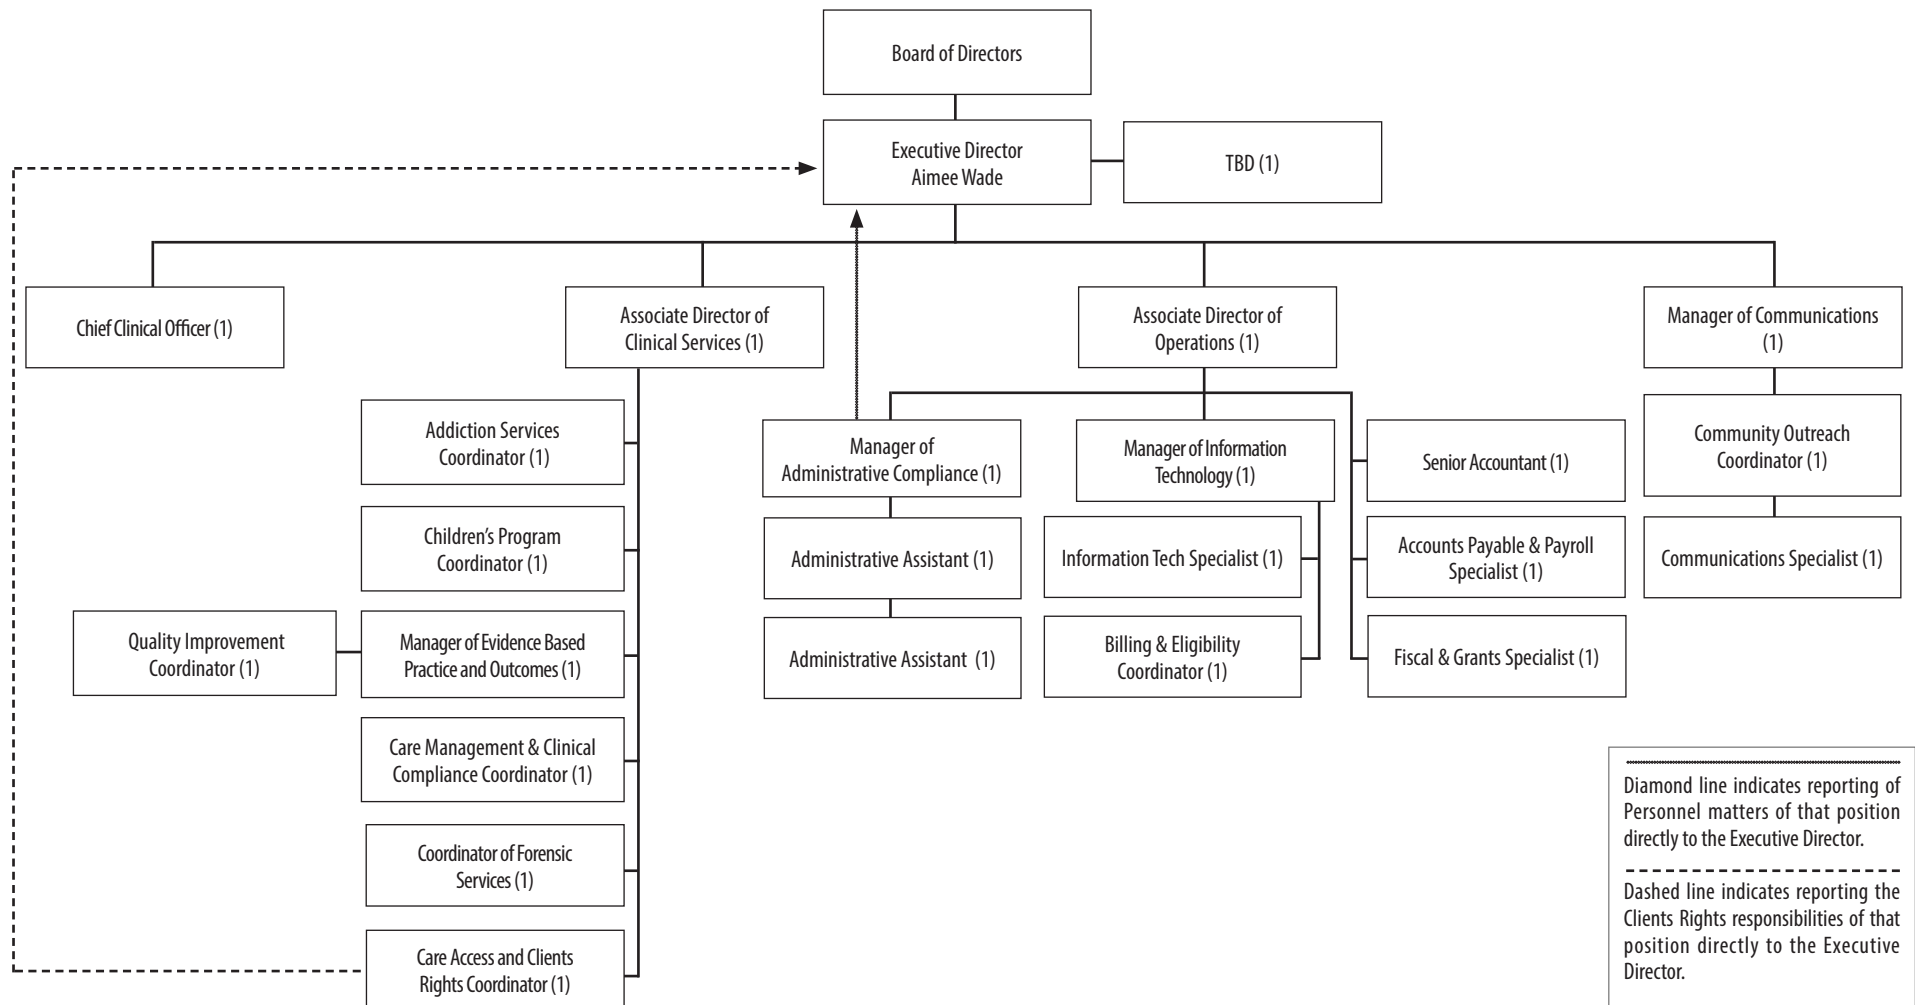 Board of Directors
Executive Director
Aimee Wade
TBD (1)
Chief Clinical Officer (1)
Associate Director of
Clinical Services (1)
Associate Director of
Operations (1)
Manager of Communications
(1)
Addiction Services
Coordinator (1)
Children's Program
Coordinator (1)
Quality Improvement
Coordinator (1)
Manager of Evidence Based
Practice and Outcomes (1)
Care Management & Clinical
Compliance Coordinator (1)
Coordinator of Forensic
Services (1)
Care Access and Clients
Rights Coordinator (1)
Manager of
Administrative Compliance (1)
Administrative Assistant (1)
Administrative Assistant (1)
Manager of Information
Technology (1)
Information Tech Specialist (1)
Billing & Eligibility
Coordinator (1)
Senior Accountant (1)
Accounts Payable & Payroll
Specialist (1)
Fiscal & Grants Specialist (1)
Community Outreach
Coordinator (1)
Communications Specialist (1)
Diamond line indicates reporting of
Personnel matters of that position
directly to the Executive Director.
Dashed line indicates reporting the
Clients Rights responsibilities of that
position directly to the Executive
Director.